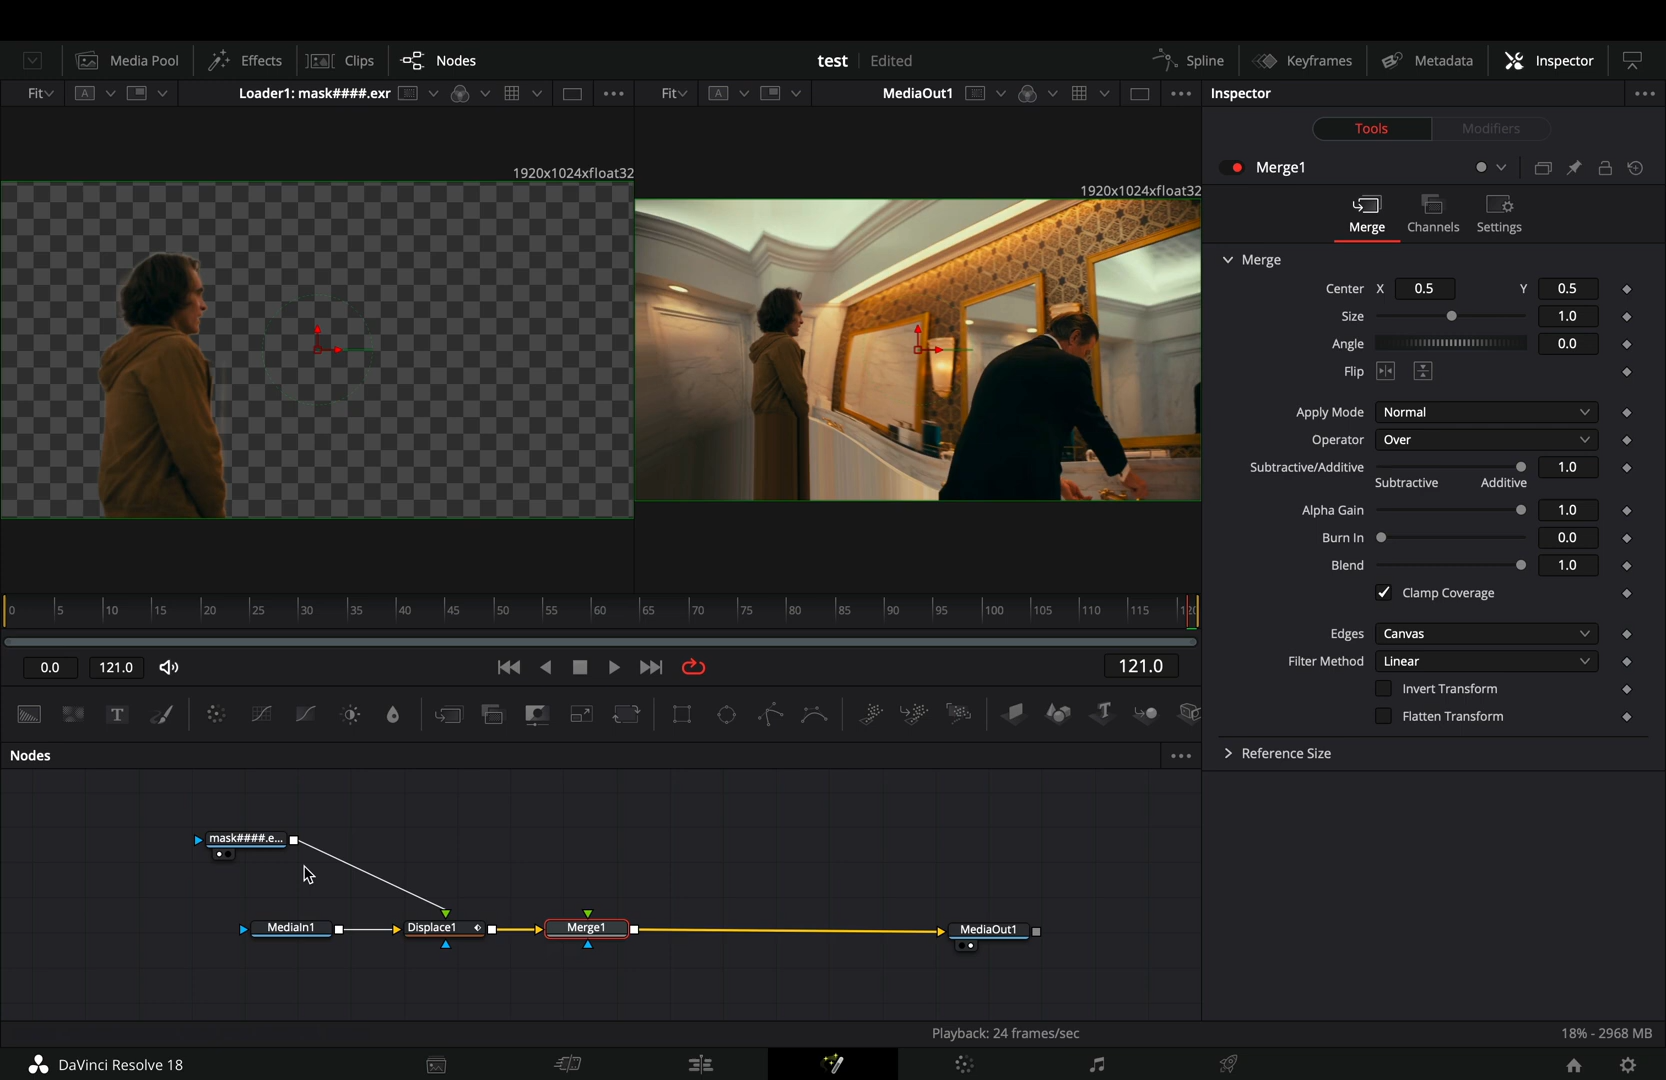 Media Pool Effects Clips Nodes test Edited Spline Keyframes Metadata Inspector
Fit A Loader1: mask####.exr Fit A MediaOut1 Inspector
Tools Modifiers
1920x1024xfloat32 1920x1024xfloat32
Merge1
Merge Channels Settings
Merge
Center X 0.5 Y 0.5
Size 1.0
Angle 0.0
Flip
Apply Mode Normal
Operator Over
Subtractive/Additive 1.0
Subtractive Additive
Alpha Gain 1.0
Burn In 0.0
Blend 1.0
Clamp Coverage
Edges Canvas
Filter Method Linear
Invert Transform
Flatten Transform
Reference Size
0 5 10 15 20 25 30 35 40 45 50 55 60 65 70 75 80 85 90 95 100 105 110 115 120
0.0 121.0 121.0
T T
Nodes
mask####.e...
MediaIn1 Displace1 Merge1 MediaOut1
Playback: 24 frames/sec 18% - 2968 MB
DaVinci Resolve 18